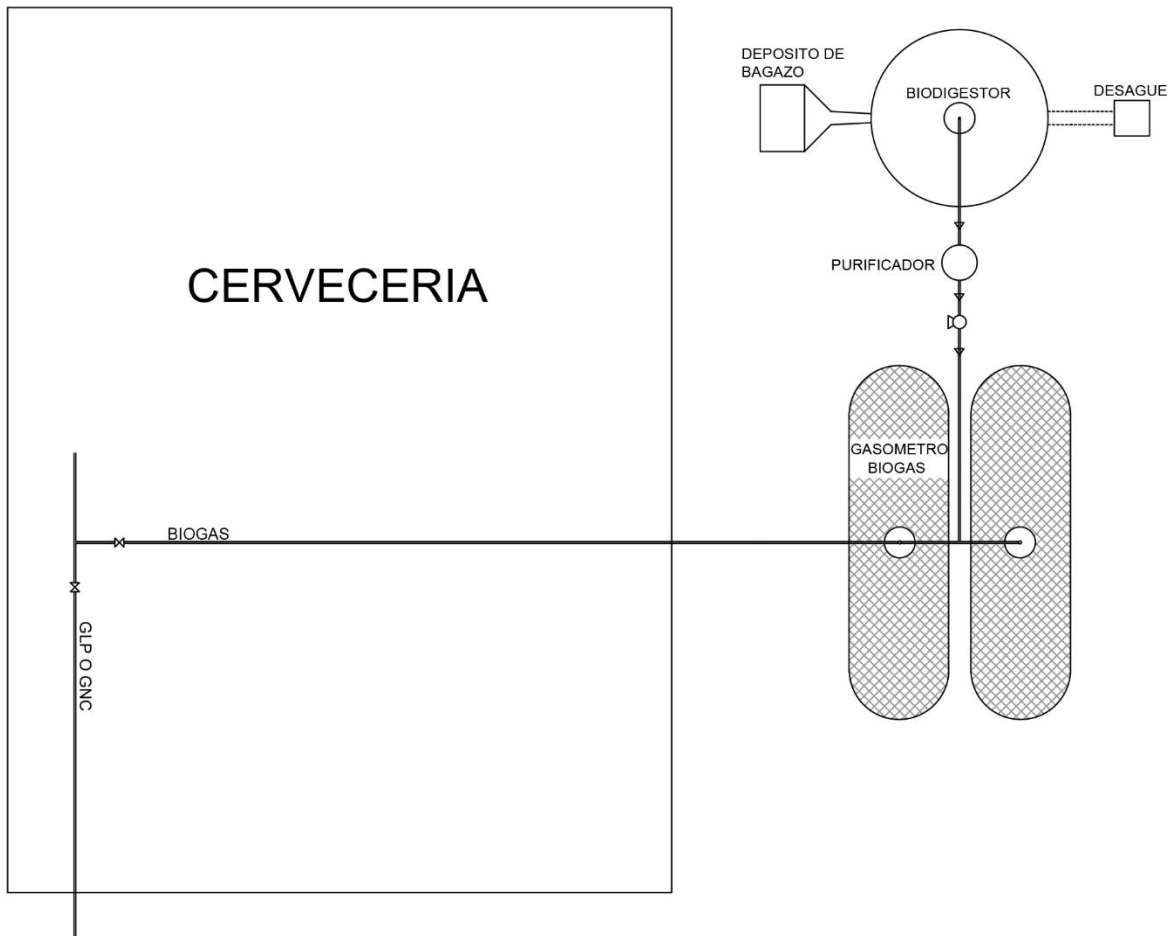 DEPOSITO DE
BAGAZO
BIODIGESTOR
DESAGUE
PURIFICADOR
CERVECERIA
GASOMETRO
BIOGAS
BIOGAS
GLP O GNC